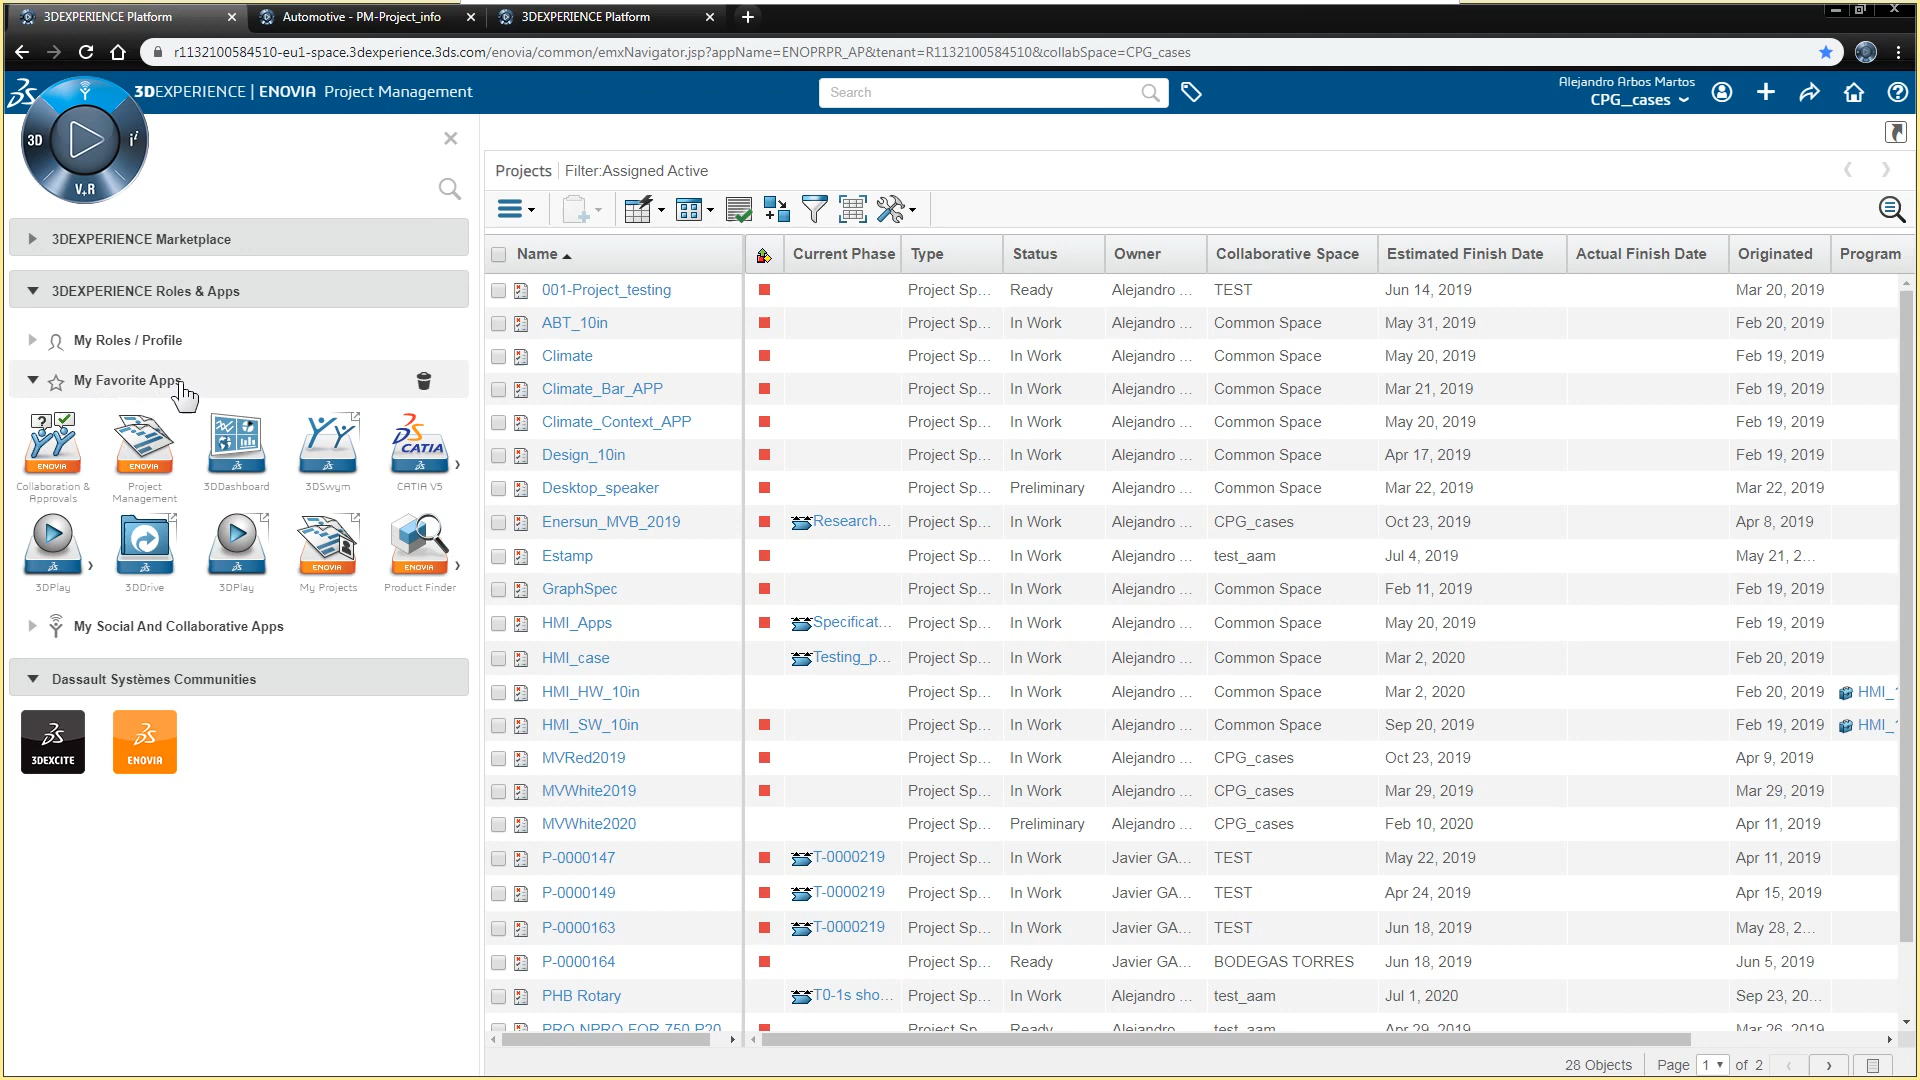 3DEXPERIENCE Platform
Automotive - PM-Project_info
3DEXPERIENCE Platform
r1132100584510-eu1-space.3dexperience.3ds.com/enovia/common/emxNavigator.jsp?appName=ENOPRPR_AP&tenant=R1132100584510&collabSpace=CPG_cases
3DEXPERIENCE | ENOVIA Project Management
Search
Alejandro Arbos Martos
CPG_cases
3D
V.R
3DEXPERIENCE Marketplace
3DEXPERIENCE Roles & Apps
My Roles / Profile
My Favorite Apps
ENOVIA
ENOVIA
CATIA
Collaboration & Approvals
Project Management
3DDashboard
3DSwym
CATIA V5
ENOVIA
ENOVIA
3DPlay
3DDrive
3DPlay
My Projects
Product Finder
My Social And Collaborative Apps
Dassault Systèmes Communities
3DEXCITE
ENOVIA
Projects Filter:Assigned Active
Name Current Phase Type Status Owner Collaborative Space Estimated Finish Date Actual Finish Date Originated Program
001-Project_testing Project Sp... Ready Alejandro ... TEST Jun 14, 2019 Mar 20, 2019
ABT_10in Project Sp... In Work Alejandro ... Common Space May 31, 2019 Feb 20, 2019
Climate Project Sp... In Work Alejandro ... Common Space May 20, 2019 Feb 19, 2019
Climate_Bar_APP Project Sp... In Work Alejandro ... Common Space Mar 21, 2019 Feb 19, 2019
Climate_Context_APP Project Sp... In Work Alejandro ... Common Space May 20, 2019 Feb 19, 2019
Design_10in Project Sp... In Work Alejandro ... Common Space Apr 17, 2019 Feb 19, 2019
Desktop_speaker Project Sp... Preliminary Alejandro ... Common Space Mar 22, 2019 Mar 22, 2019
Enersun_MVB_2019 Research... Project Sp... In Work Alejandro ... CPG_cases Oct 23, 2019 Apr 8, 2019
Estamp Project Sp... In Work Alejandro ... test_aam Jul 4, 2019 May 21, 2...
GraphSpec Project Sp... In Work Alejandro ... Common Space Feb 11, 2019 Feb 19, 2019
HMI_Apps Specificat... Project Sp... In Work Alejandro ... Common Space May 20, 2019 Feb 19, 2019
HMI_case Testing_p... Project Sp... In Work Alejandro ... Common Space Mar 2, 2020 Feb 20, 2019
HMI_HW_10in Project Sp... In Work Alejandro ... Common Space Mar 2, 2020 Feb 20, 2019 HMI_
HMI_SW_10in Project Sp... In Work Alejandro ... Common Space Sep 20, 2019 Feb 19, 2019 HMI_
MVRed2019 Project Sp... In Work Alejandro ... CPG_cases Oct 23, 2019 Apr 9, 2019
MVWhite2019 Project Sp... In Work Alejandro ... CPG_cases Mar 29, 2019 Mar 29, 2019
MVWhite2020 Project Sp... Preliminary Alejandro ... CPG_cases Feb 10, 2020 Apr 11, 2019
P-0000147 T-0000219 Project Sp... In Work Javier GA... TEST May 22, 2019 Apr 11, 2019
P-0000149 T-0000219 Project Sp... In Work Javier GA... TEST Apr 24, 2019 Apr 15, 2019
P-0000163 T-0000219 Project Sp... In Work Javier GA... TEST Jun 18, 2019 May 28, 2...
P-0000164 Project Sp... Ready Javier GA... BODEGAS TORRES Jun 18, 2019 Jun 5, 2019
PHB Rotary T0-1s sho... Project Sp... In Work Alejandro ... test_aam Jul 1, 2020 Sep 23, 20...
PRO NPRO FOR 750 P20 Project Sp... Ready Alejandro ... test_aam Apr 29, 2019 Mar 26, 2019
28 Objects Page 1 of 2